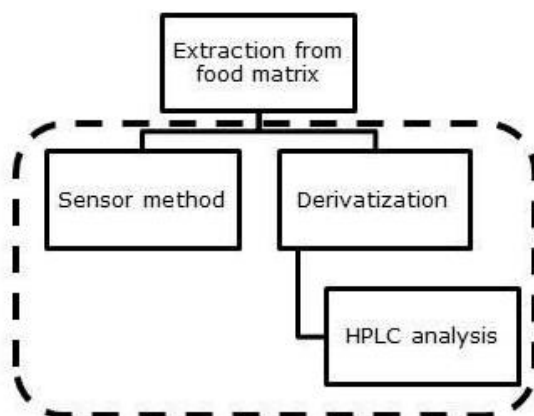 Extraction from
food matrix
Sensor method
Derivatization
HPLC analysis